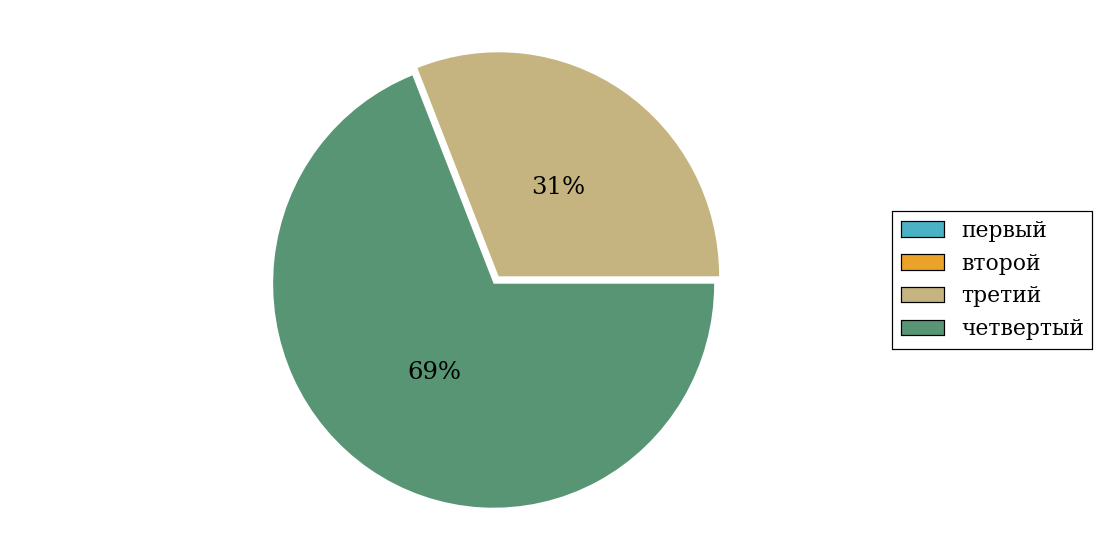 31%
69%
первый
второй
третий
четвертый